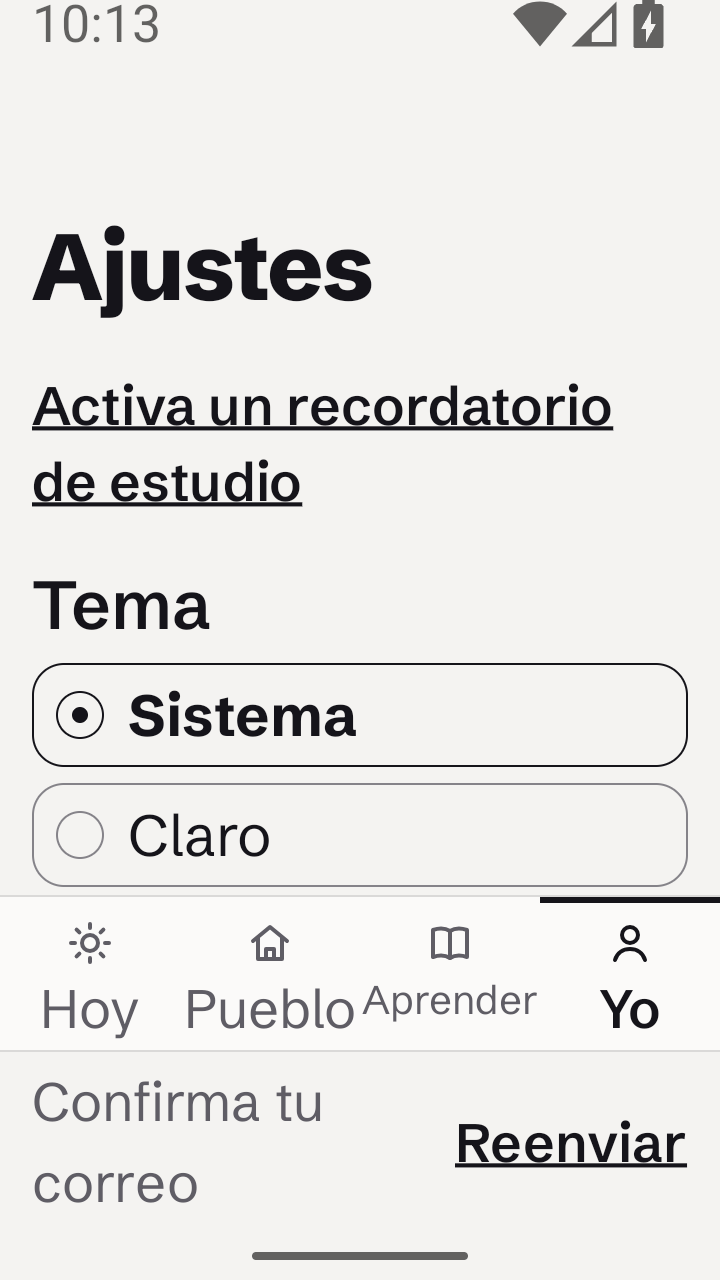 10:13
Ajustes
Activa un recordatorio
de estudio
Tema
Sistema
Claro
Hoy
Pueblo
Aprender
Yo
Confirma tu
correo
Reenviar